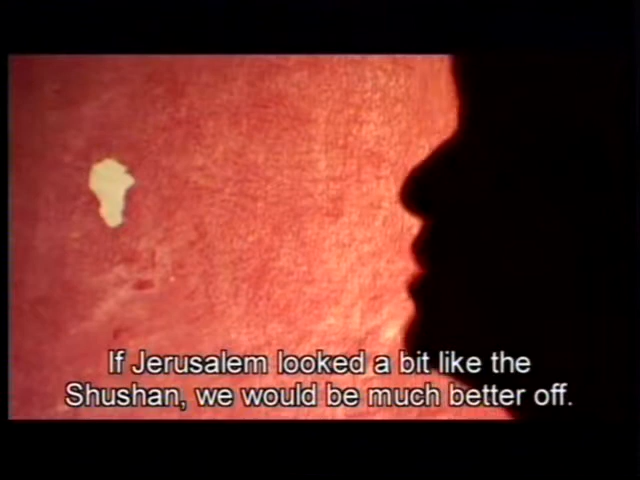 If Jerusalem looked a bit like the
Shushan, we would be much better off.